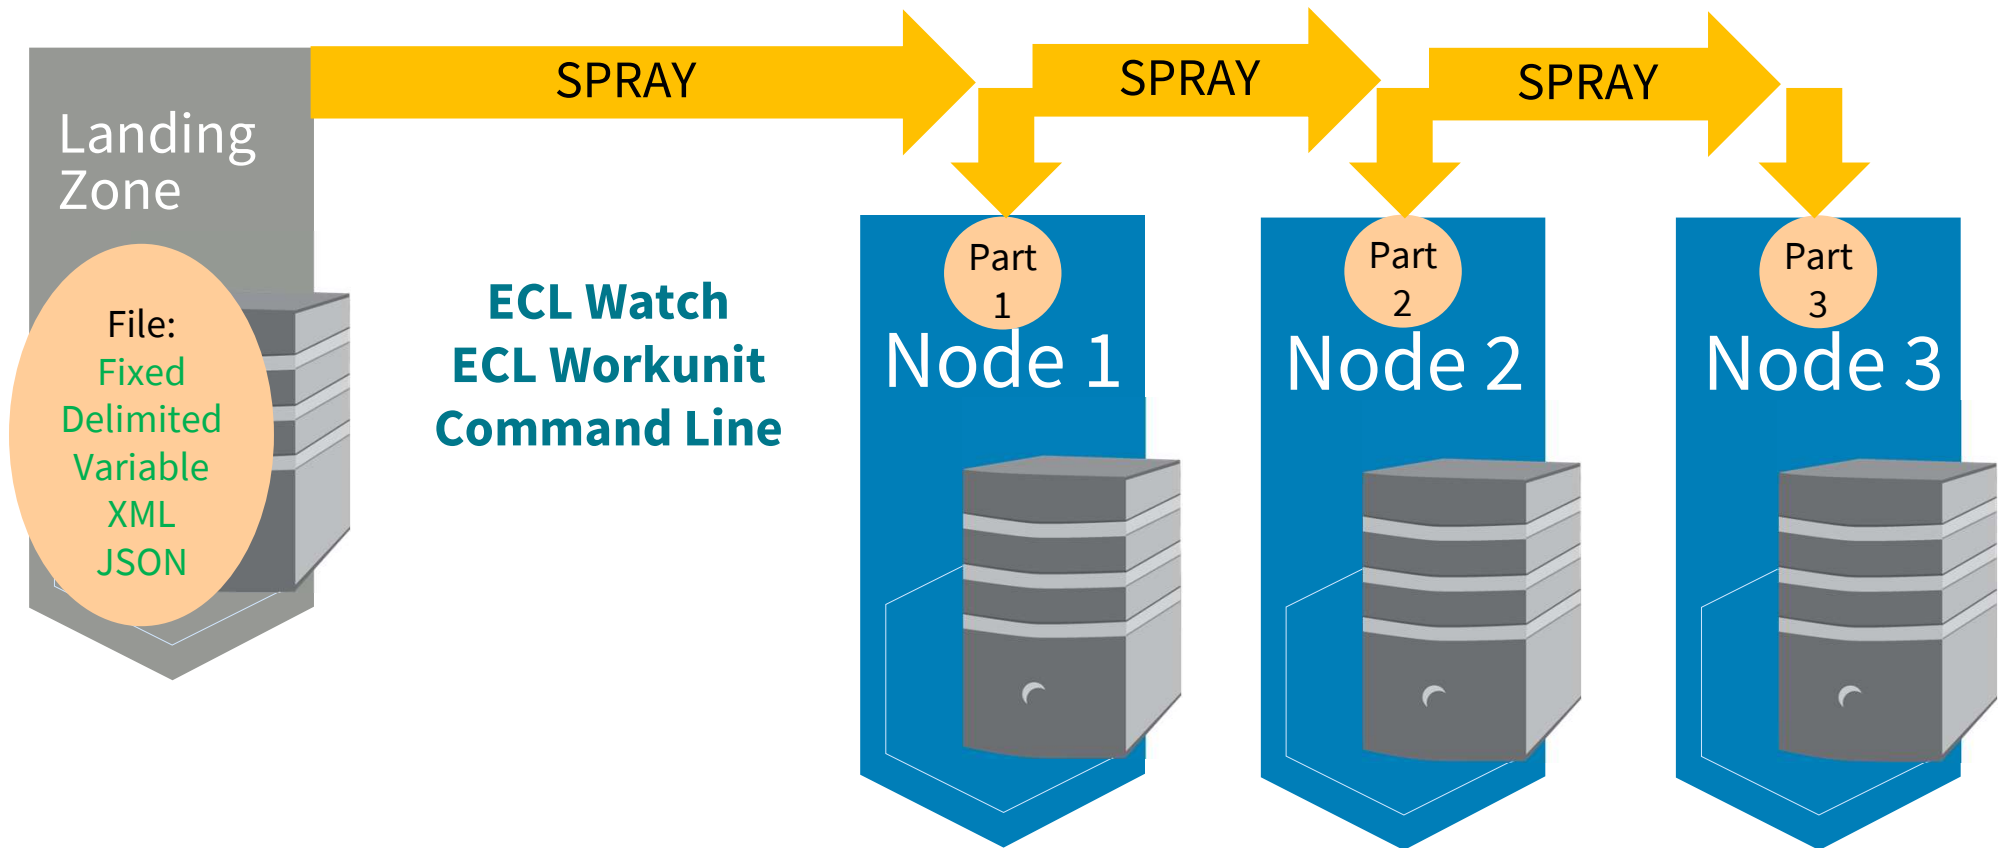 SPRAY
SPRAY
SPRAY
Landing
Zone
File:
Fixed
Delimited
Variable
XML
JSON
ECL Watch
ECL Workunit
Command Line
Part
1
Node 1
Part
2
Node 2
Part
3
Node 3